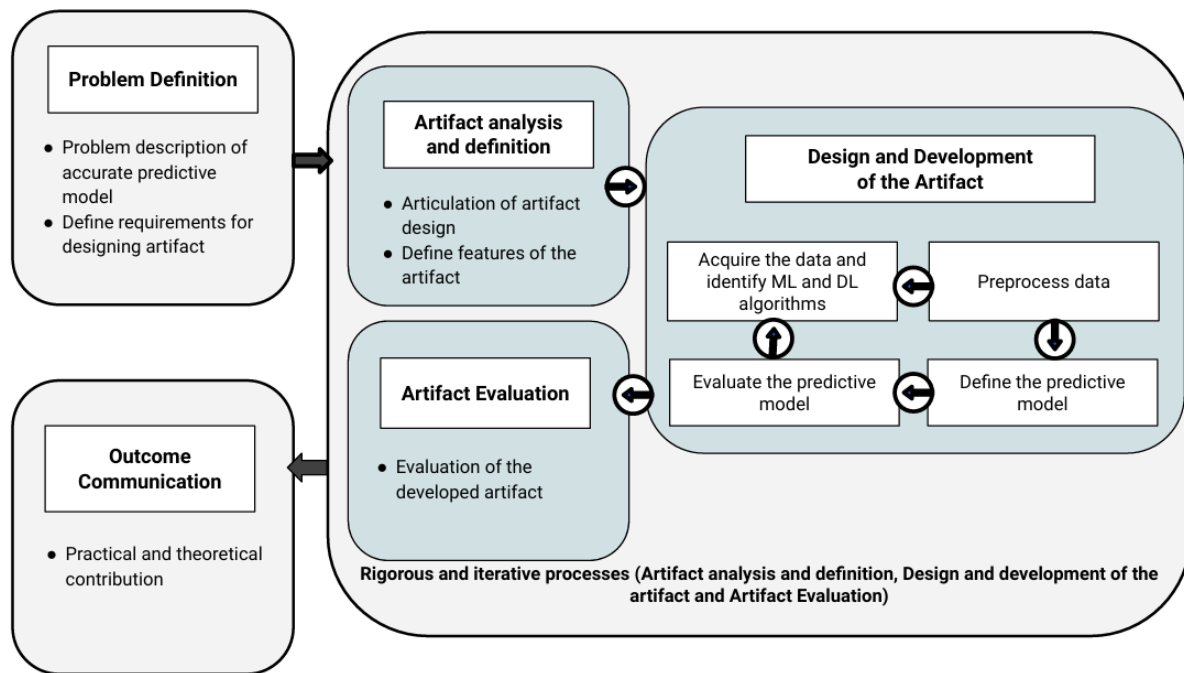 Problem Definition
● Problem description of
accurate predictive
model
● Define requirements for
designing artifact
Artifact analysis
and definition
● Articulation of artifact
design
● Define features of the
artifact
Design and Development
of the Artifact
Acquire the data and
identify ML and DL
algorithms
Preprocess data
Evaluate the predictive
model
Define the predictive
model
Artifact Evaluation
● Evaluation of the
developed artifact
Outcome
Communication
● Practical and theoretical
contribution
Rigorous and iterative processes (Artifact analysis and definition, Design and development of the
artifact and Artifact Evaluation)